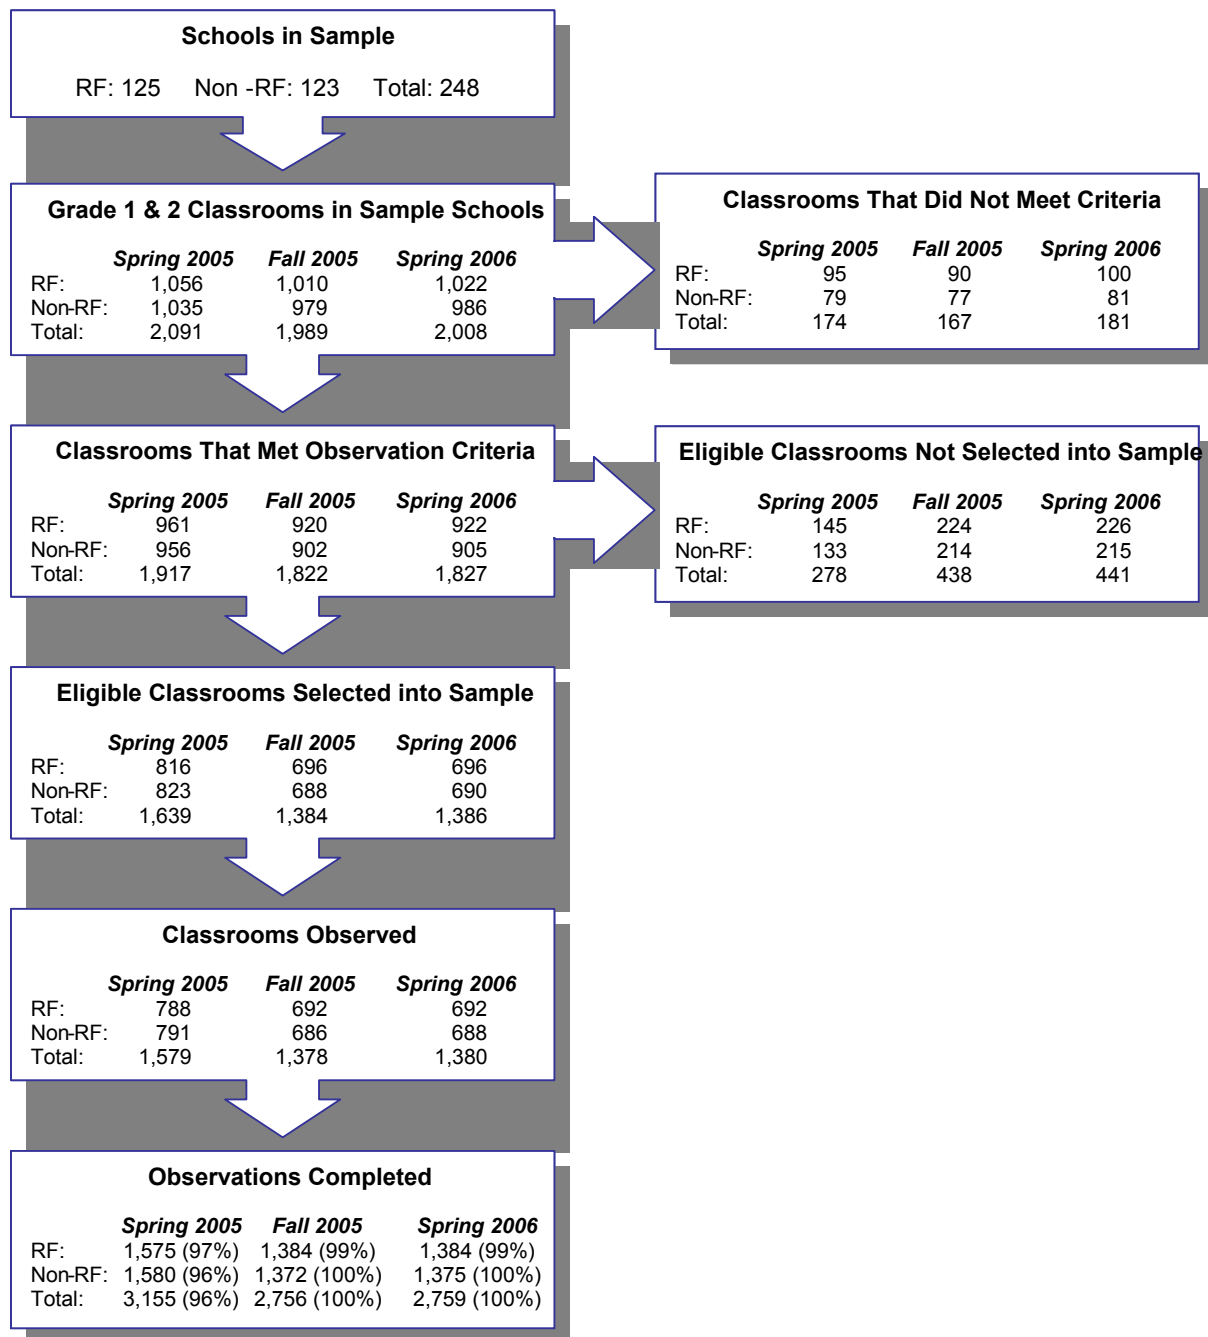 Schools in Sample
RF: 125 Non -RF: 123 Total: 248
Grade 1 & 2 Classrooms in Sample Schools
Spring 2005 Fall 2005 Spring 2006
RF: 1,056 1,010 1,022
Non-RF: 1,035 979 986
Total: 2,091 1,989 2,008
Classrooms That Did Not Meet Criteria
Spring 2005 Fall 2005 Spring 2006
RF: 95 90 100
Non-RF: 79 77 81
Total: 174 167 181
Classrooms That Met Observation Criteria
Spring 2005 Fall 2005 Spring 2006
RF: 961 920 922
Non-RF: 956 902 905
Total: 1,917 1,822 1,827
Eligible Classrooms Not Selected into Sample
Spring 2005 Fall 2005 Spring 2006
RF: 145 224 226
Non-RF: 133 214 215
Total: 278 438 441
Eligible Classrooms Selected into Sample
Spring 2005 Fall 2005 Spring 2006
RF: 816 696 696
Non-RF: 823 688 690
Total: 1,639 1,384 1,386
Classrooms Observed
Spring 2005 Fall 2005 Spring 2006
RF: 788 692 692
Non-RF: 791 686 688
Total: 1,579 1,378 1,380
Observations Completed
Spring 2005 Fall 2005 Spring 2006
RF: 1,575 (97%) 1,384 (99%) 1,384 (99%)
Non-RF: 1,580 (96%) 1,372 (100%) 1,375 (100%)
Total: 3,155 (96%) 2,756 (100%) 2,759 (100%)